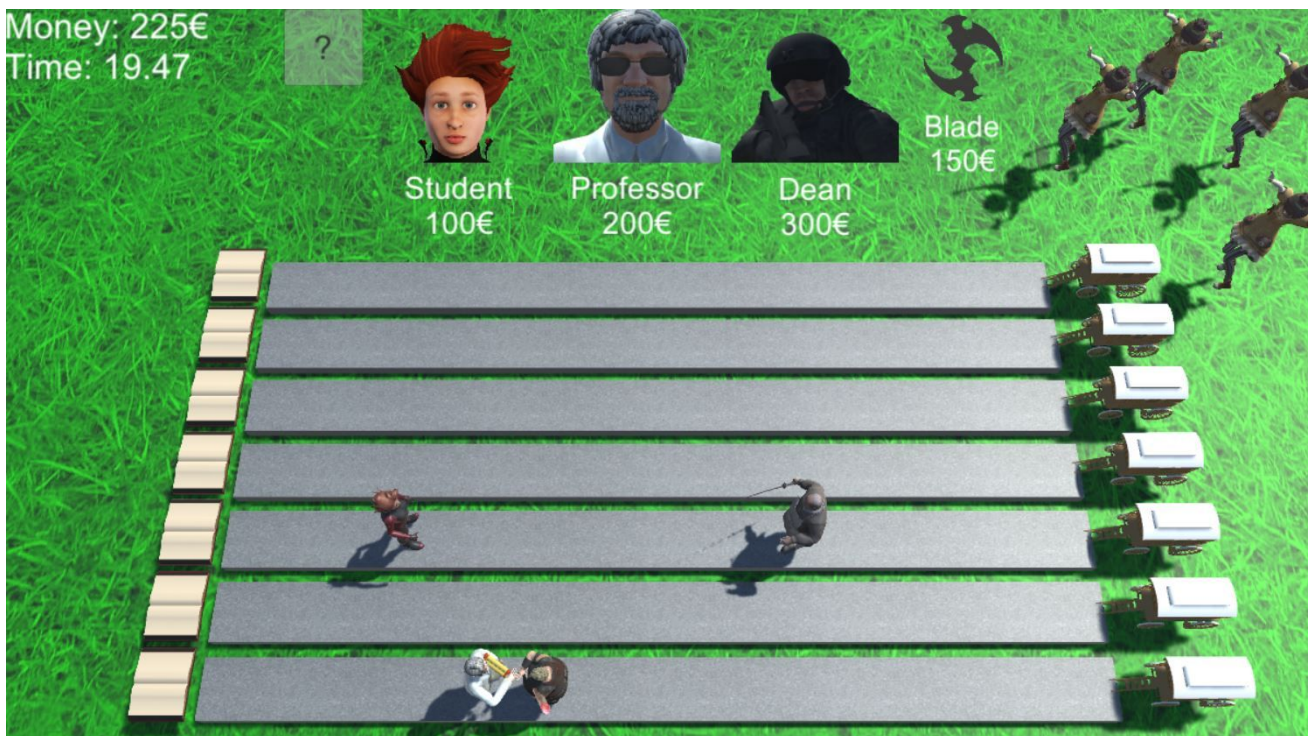 Money: 225€
Time: 19.47
?
Student
100€
Professor
200€
Dean
300€
Blade
150€